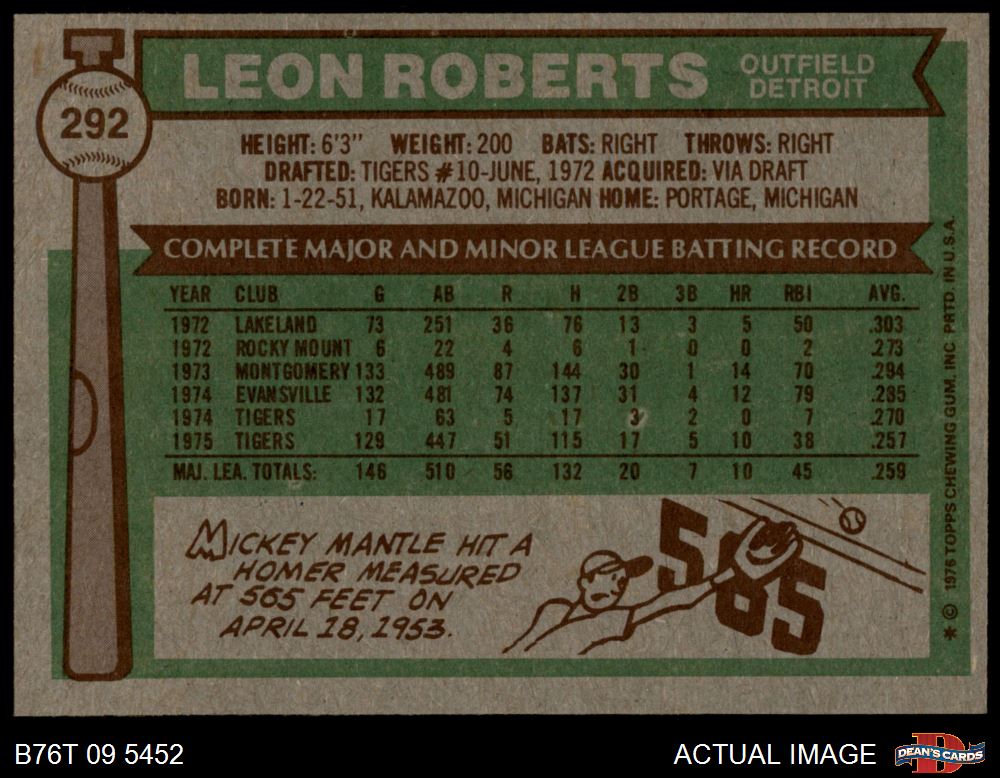 292
LEON ROBERTS
OUTFIELD
DETROIT
HEIGHT: 6'3" WEIGHT: 200 BATS: RIGHT THROWS: RIGHT
DRAFTED: TIGERS #10-JUNE, 1972 ACQUIRED: VIA DRAFT
BORN: 1-22-51, KALAMAZOO, MICHIGAN HOME: PORTAGE, MICHIGAN
COMPLETE MAJOR AND MINOR LEAGUE BATTING RECORD
YEAR CLUB G AB R H 2B 3B HR RBI AVG.
1972 LAKELAND 73 251 36 76 13 3 5 50 .303
1972 ROCKY MOUNT 6 22 4 6 1 0 0 2 .273
1973 MONTGOMERY 133 489 87 144 30 1 14 70 .294
1974 EVANSVILLE 132 481 74 137 31 4 12 79 .285
1974 TIGERS 17 63 5 17 3 2 0 7 .270
1975 TIGERS 129 447 51 115 17 5 10 38 .257
MAJ. LEA. TOTALS: 146 510 56 132 20 7 10 45 .259
MICKEY MANTLE HIT A
HOMER MEASURED
AT 565 FEET ON
APRIL 18, 1953.
565
* © 1976 TOPPS CHEWING GUM, INC PRTD. IN U.S.A.
B76T 09 5452
ACTUAL IMAGE
D
DEAN'S CARDS